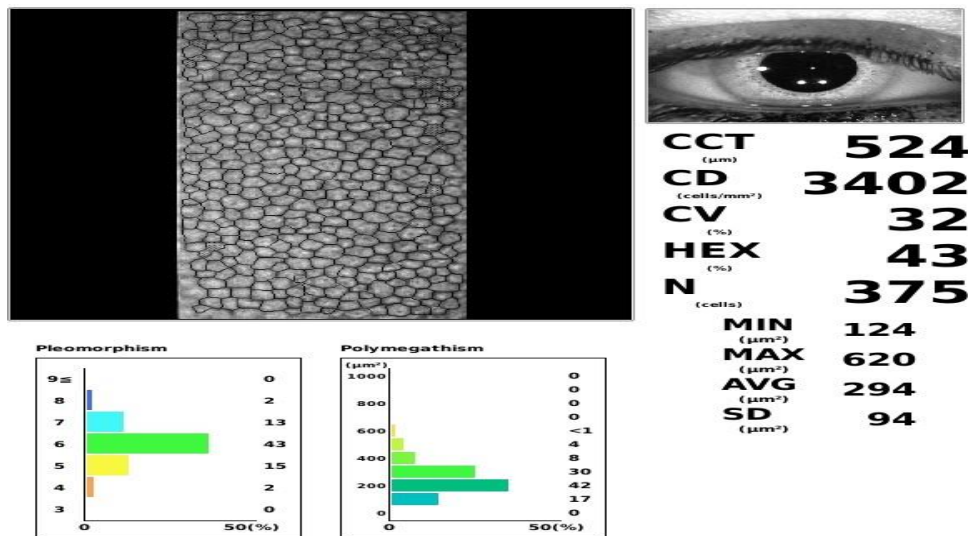 CCT (μm) 524
CD (cells/mm²) 3402
CV (%) 32
HEX (%) 43
N (cells) 375
MIN (μm²) 124
MAX (μm²) 620
AVG (μm²) 294
SD (μm²) 94
Pleomorphism
9≦ 0
8 2
7 13
6 43
5 15
4 2
3 0
0 50(%)
Polymegathism
(μm²)
1000 0
0
800 0
0
600 <1
4
400 8
30
200 42
17
0 0
0 50(%)